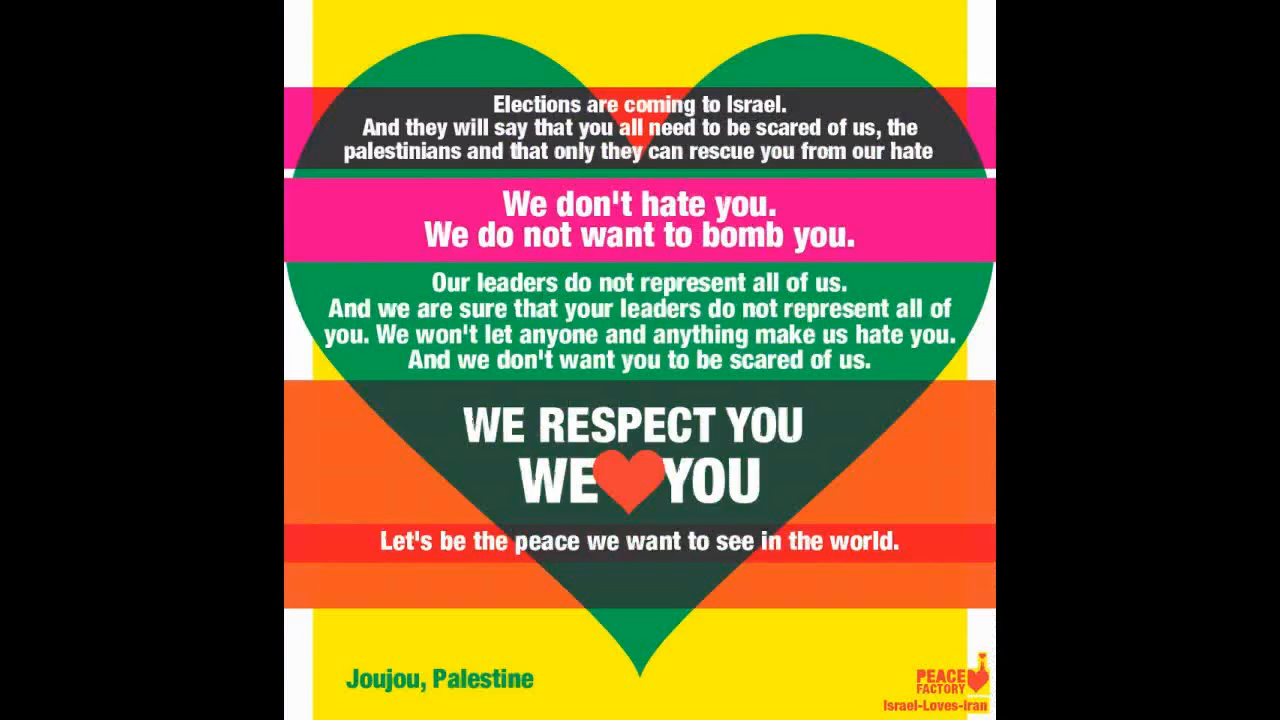 Elections are coming to Israel.
And they will say that you all need to be scared of us, the
palestinians and that only they can rescue you from our hate
We don't hate you.
We do not want to bomb you.
Our leaders do not represent all of us.
And we are sure that your leaders do not represent all of
you. We won't let anyone and anything make us hate you.
And we don't want you to be scared of us.
WE RESPECT YOU
WE YOU
Let's be the peace we want to see in the world.
Joujou, Palestine
PEACE
FACTORY
Israel-Loves-Iran